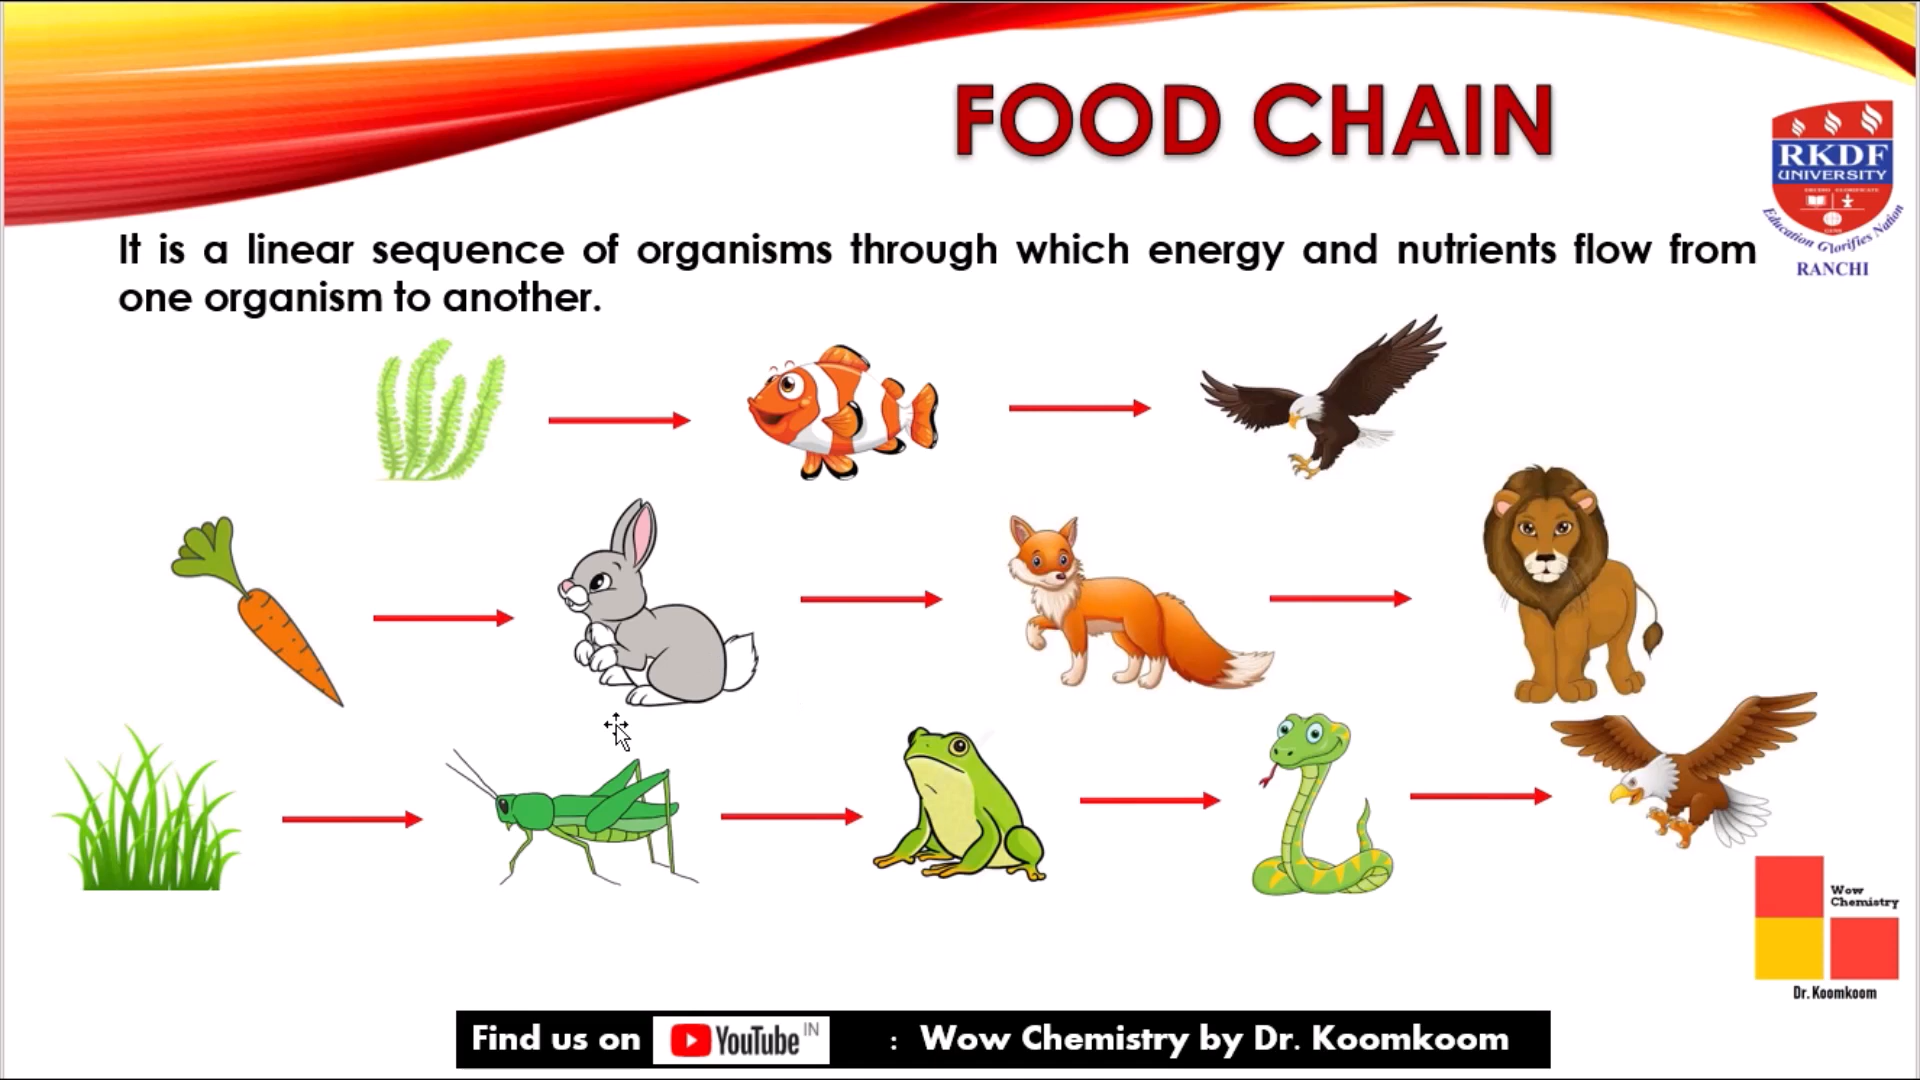 FOOD CHAIN
RKDF
UNIVERSITY
Education Glorifies Nation
RANCHI
It is a linear sequence of organisms through which energy and nutrients flow from
one organism to another.
Wow
Chemistry
Dr. Koomkoom
Find us on YouTube IN : Wow Chemistry by Dr. Koomkoom